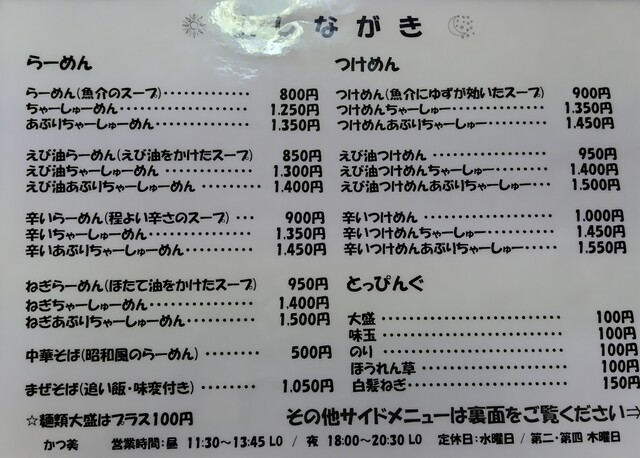 しながき
らーめん
らーめん(魚介のスープ)・・・・・・・・・・・・・ 800円
ちゃーしゅーめん・・・・・・・・・・・・・・・・・ 1.250円
あぶりちゃーしゅーめん・・・・・・・・・・・・ 1.350円
えび油らーめん(えび油をかけたスープ) 850円
えび油ちゃーしゅーめん ・・・・・・・・・・・ 1.300円
えび油あぶりちゃーしゅーめん ・・・・・・・・ 1.400円
辛いらーめん(程よい辛さのスープ) ・・・ 900円
辛いちゃーしゅーめん・・・・・・・・・・・・・・ 1.350円
辛いあぶりちゃーしゅーめん・・・・・・・・・ 1.450円
ねぎらーめん(ほたて油をかけたスープ) 950円
ねぎちゃーしゅーめん・・・・・・・・・・・・・・ 1.400円
ねぎあぶりちゃーしゅーめん・・・・・・・・・ 1.500円
中華そば(昭和風のらーめん) ・・・・・・・・ 500円
まぜそば(追い飯・味変付き) ・・・・・・・・ 1.050円
☆麺類大盛はプラス100円
つけめん
つけめん(魚介にゆずが効いたスープ) 900円
つけめんちゃーしゅー・・・・・・・・・・・・・・ 1.350円
つけめんあぶりちゃーしゅー・・・・・・・・・ 1.450円
えび油つけめん ・・・・・・・・・・・・・・・・・ 950円
えび油つけめんちゃーしゅー・・・・・・・・・ 1.400円
えび油つけめんあぶりちゃーしゅー・・・・ 1.500円
辛いつけめん ・・・・・・・・・・・・・・・・・・・ 1.000円
辛いつけめんちゃーしゅー・・・・・・・・・・・ 1.450円
辛いつけめんあぶりちゃーしゅー・・・・・・ 1.550円
とっぴんぐ
大盛 ・・・・・・・・・・・・・・・・・・・・・・・・ 100円
味玉 ・・・・・・・・・・・・・・・・・・・・・・・・ 100円
のり ・・・・・・・・・・・・・・・・・・・・・・・・ 100円
ほうれん草 ・・・・・・・・・・・・・・・・・・・・ 100円
白髪ねぎ・・・・・・・・・・・・・・・・・・・・・・ 150円
その他サイドメニューは裏面をご覧ください⇒
かつ美 営業時間:昼 11:30〜13:45 LO / 夜 18:00〜20:30 LO 定休日:水曜日 / 第二・第四 木曜日